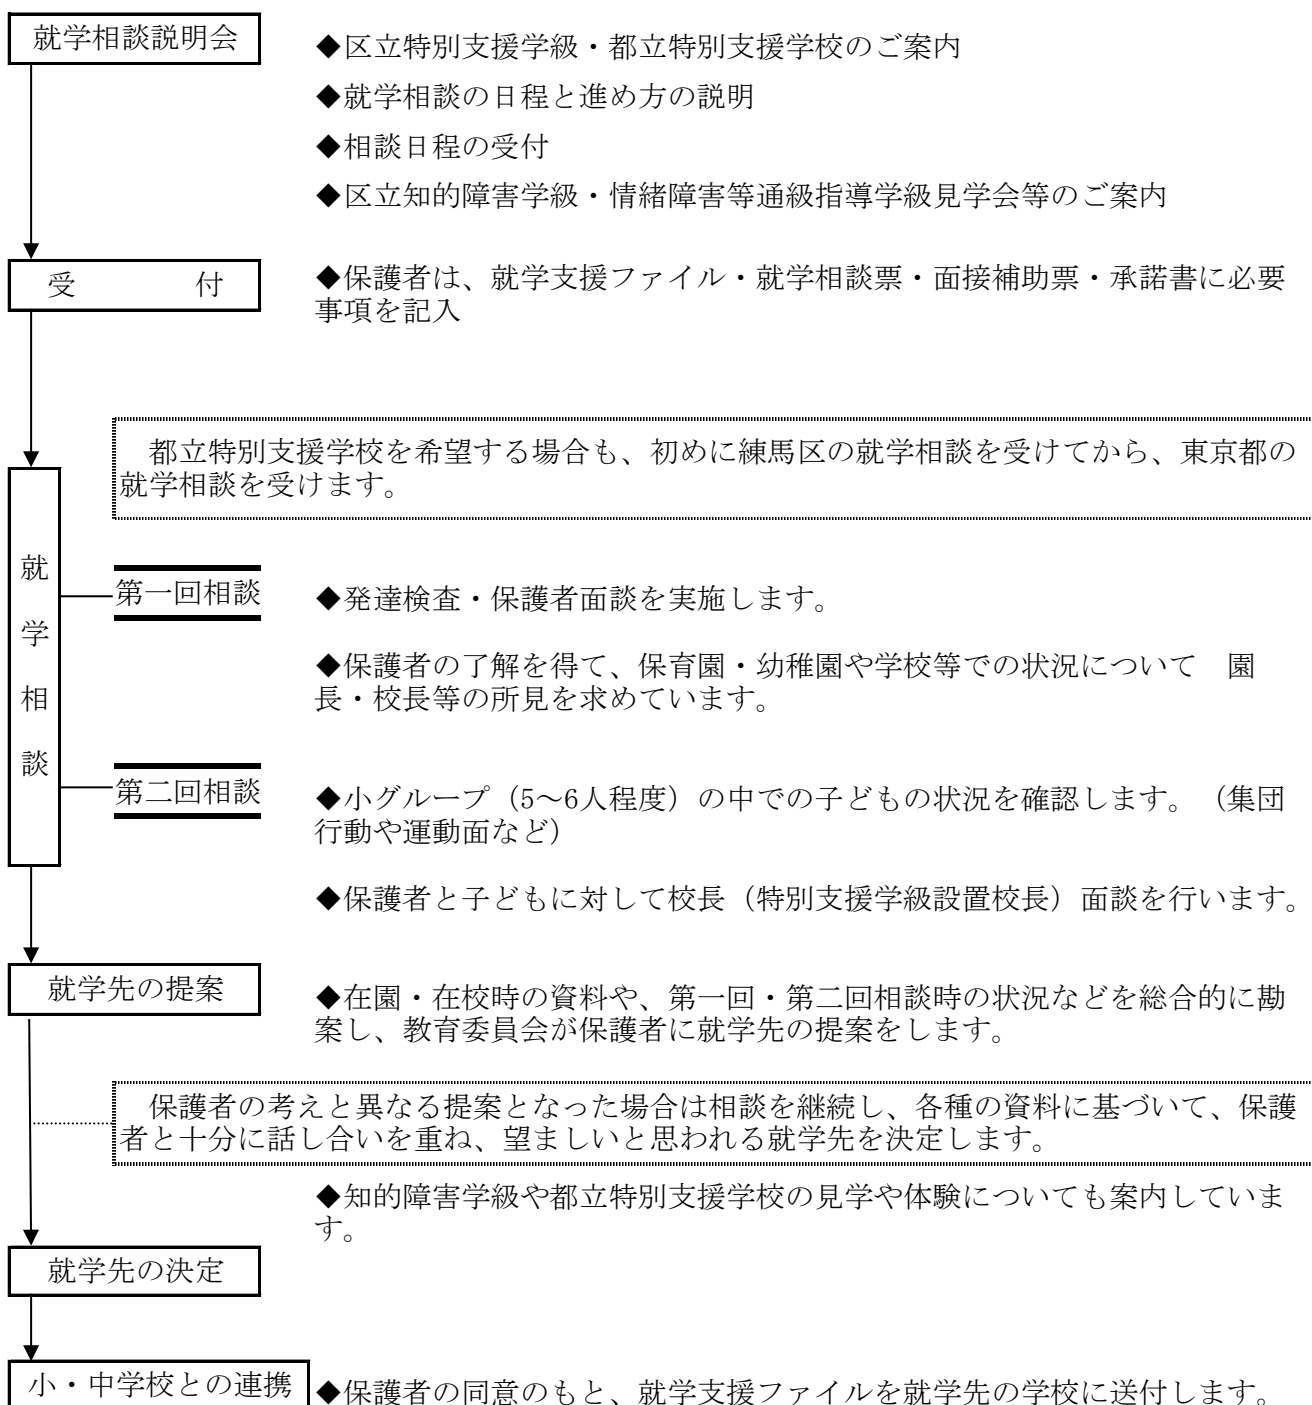 就学相談説明会
◆区立特別支援学級・都立特別支援学校のご案内
◆就学相談の日程と進め方の説明
◆相談日程の受付
◆区立知的障害学級・情緒障害等通級指導学級見学会等のご案内
受　　　　付
◆保護者は、就学支援ファイル・就学相談票・面接補助票・承諾書に必要
事項を記入
都立特別支援学校を希望する場合も、初めに練馬区の就学相談を受けてから、東京都の
就学相談を受けます。
就学相談
第一回相談
◆発達検査・保護者面談を実施します。
◆保護者の了解を得て、保育園・幼稚園や学校等での状況について　園
長・校長等の所見を求めています。
第二回相談
◆小グループ（5～6人程度）の中での子どもの状況を確認します。（集団
行動や運動面など）
◆保護者と子どもに対して校長（特別支援学級設置校長）面談を行います。
就学先の提案
◆在園・在校時の資料や、第一回・第二回相談時の状況などを総合的に勘
案し、教育委員会が保護者に就学先の提案をします。
保護者の考えと異なる提案となった場合は相談を継続し、各種の資料に基づいて、保護
者と十分に話し合いを重ね、望ましいと思われる就学先を決定します。
◆知的障害学級や都立特別支援学校の見学や体験についても案内していま
す。
就学先の決定
小・中学校との連携
◆保護者の同意のもと、就学支援ファイルを就学先の学校に送付します。